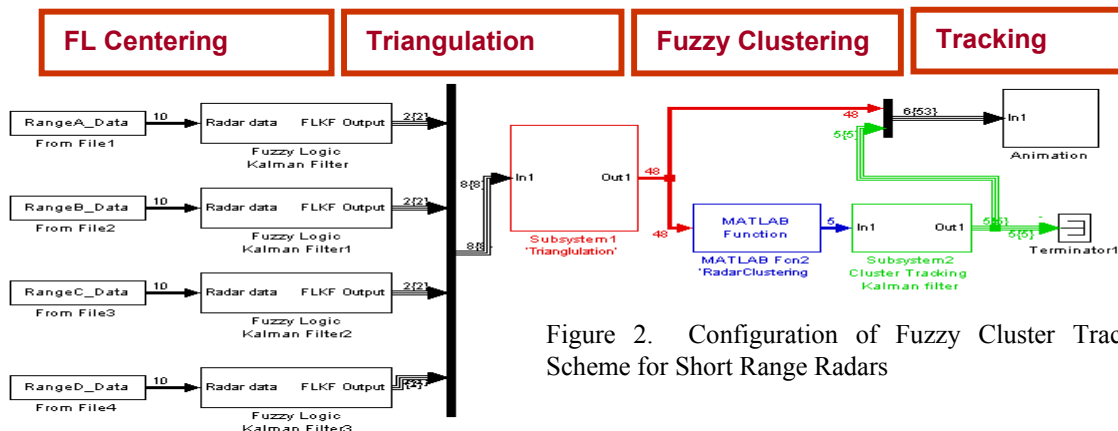 FL Centering
Triangulation
Fuzzy Clustering
Tracking
RangeA_Data
From File1
10
Radar data FLKF Output
Fuzzy Logic
Kalman Filter
2{2}
RangeB_Data
From File2
10
Radar data FLKF Output
Fuzzy Logic
Kalman Filter1
2{2}
RangeC_Data
From File3
10
Radar data FLKF Output
Fuzzy Logic
Kalman Filter2
2{2}
RangeD_Data
From File4
10
Radar data FLKF Output
Fuzzy Logic
Kalman Filter3
8{8}
8{8}
In1 Out1
Subsystem1
'Trianglulation'
48
48
48
MATLAB
Function
MATLAB Fcn2
'RadarClustering
5
In1 Out1
Subsystem2
Cluster Tracking
Kalman filter
5{5}
5{5}
5{5}
6{53}
In1
Animation
Terminator1
Figure 2. Configuration of Fuzzy Cluster Trac
Scheme for Short Range Radars